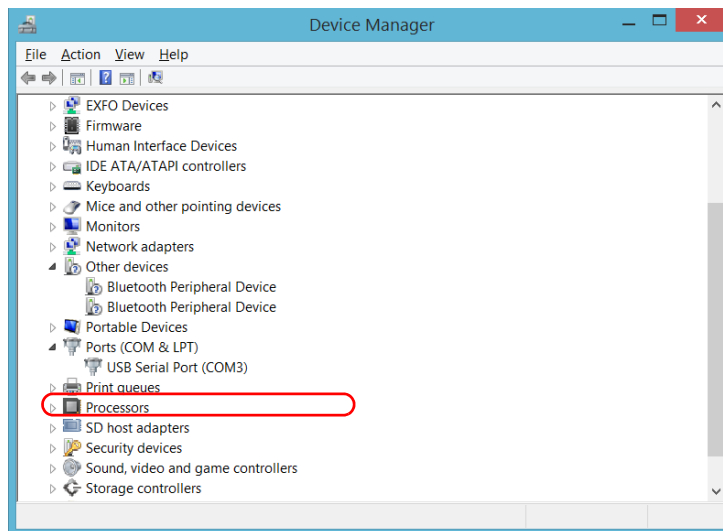 Device Manager
File Action View Help
EXFO Devices
Firmware
Human Interface Devices
IDE ATA/ATAPI controllers
Keyboards
Mice and other pointing devices
Monitors
Network adapters
Other devices
Bluetooth Peripheral Device
Bluetooth Peripheral Device
Portable Devices
Ports (COM & LPT)
USB Serial Port (COM3)
Print queues
Processors
SD host adapters
Security devices
Sound, video and game controllers
Storage controllers